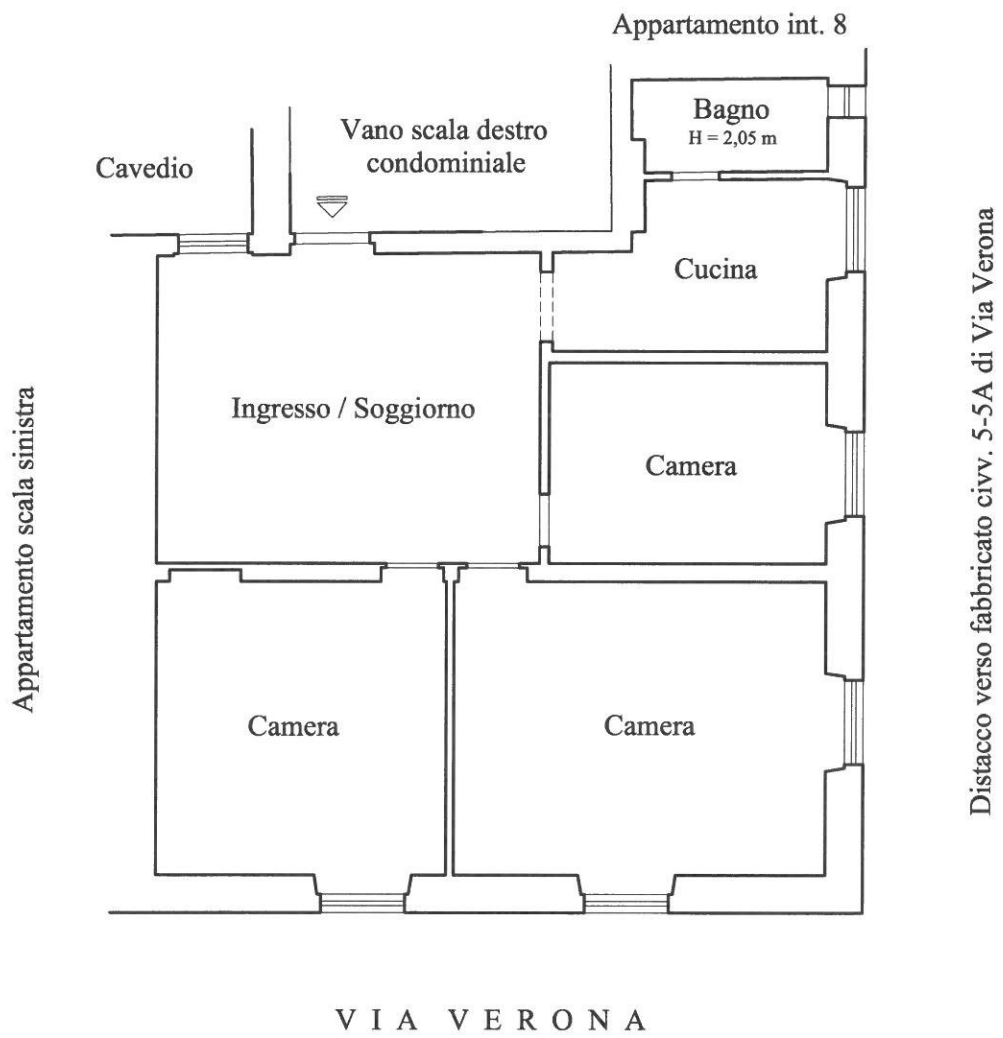 Appartamento int. 8
Bagno
H = 2,05 m
Vano scala destro
condominiale
Cavedio
Cucina
Ingresso / Soggiorno
Camera
Appartamento scala sinistra
Distacco verso fabbricato civv. 5-5A di Via Verona
Camera
Camera
VIA VERONA